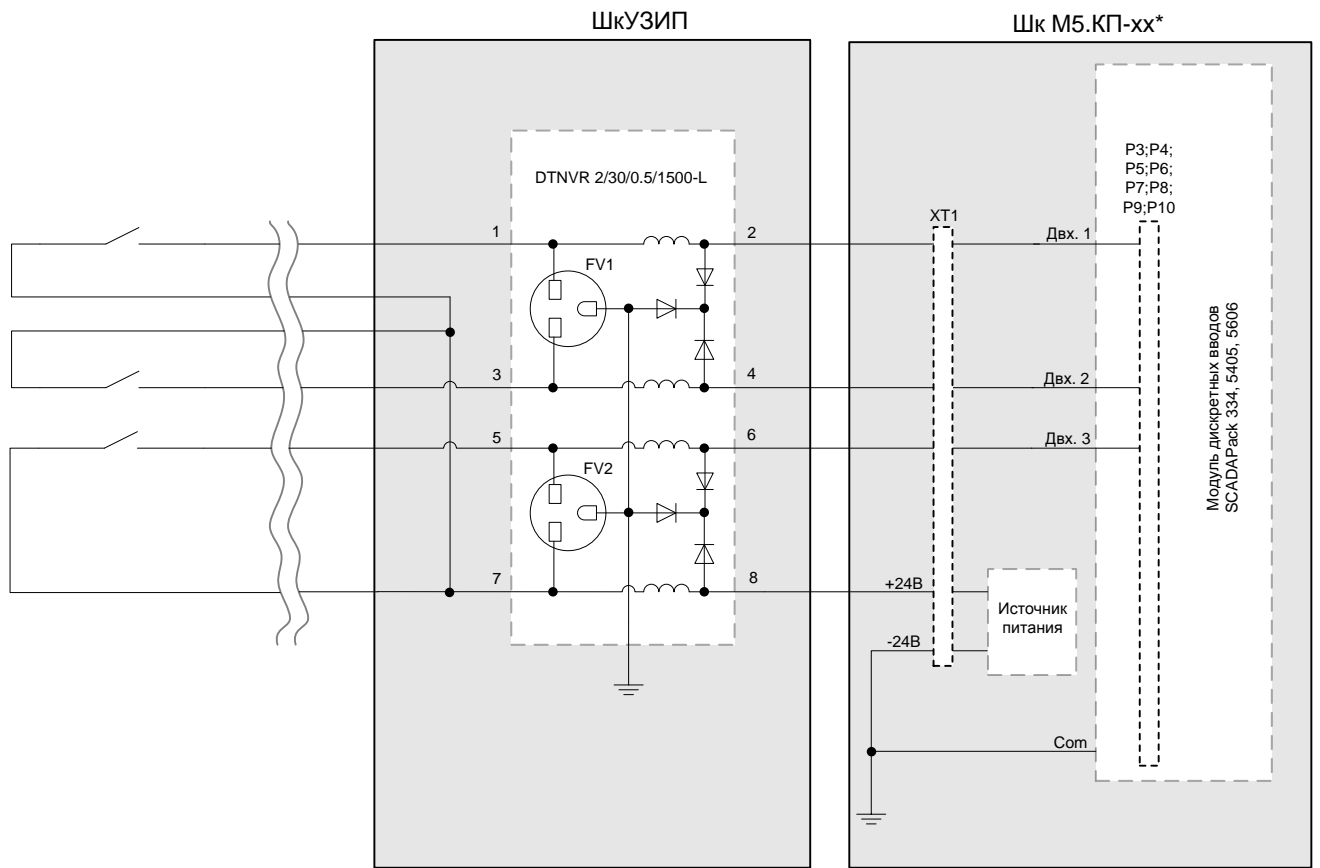 ШкУЗИП
Шк М5.КП-хх*
DTNVR 2/30/0.5/1500-L
P3;P4;
P5;P6;
P7;P8;
P9;P10
XT1
1
2
Двх. 1
FV1
3
4
Двх. 2
5
6
Двх. 3
FV2
Модуль дискретных вводов
SCADAPack 334, 5405, 5606
7
8
+24В
Источник
питания
-24В
Com